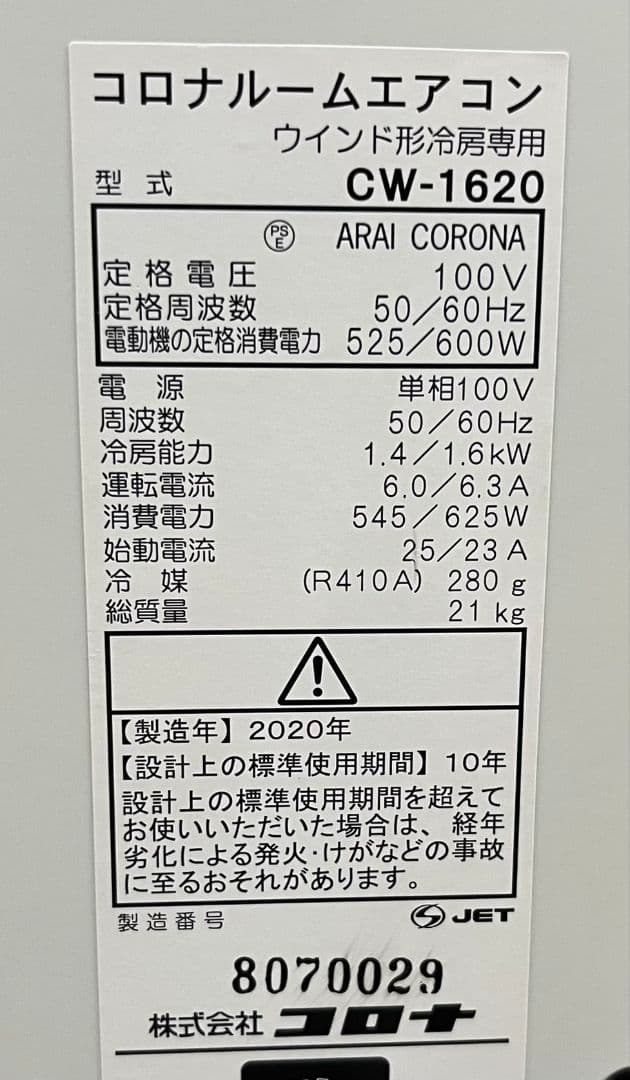 コロナルームエアコン
ウインド形冷房専用
型式 CW-1620
PSE ARAI CORONA
定格電圧 100V
定格周波数 50/60Hz
電動機の定格消費電力 525/600W
電源 単相100V
周波数 50/60Hz
冷房能力 1.4/1.6kW
運転電流 6.0/6.3A
消費電力 545/625W
始動電流 25/23A
冷媒 (R410A) 280g
総質量 21kg
【製造年】2020年
【設計上の標準使用期間】10年
設計上の標準使用期間を超えて
お使いいただいた場合は、経年
劣化による発火・けがなどの事故
に至るおそれがあります。
製造番号 JET
8070029
株式会社コロナ